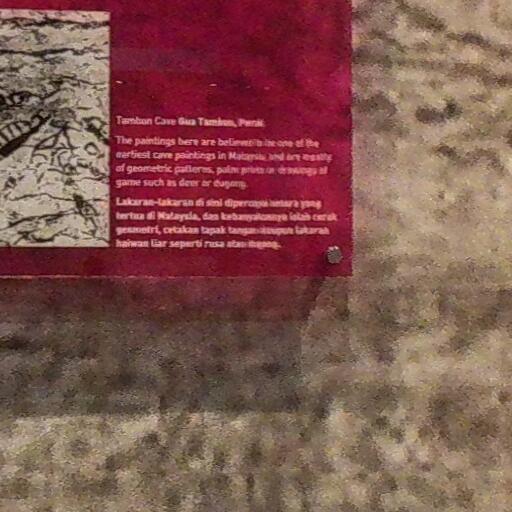 Tambun Cave Gua Tambun, Perak
The paintings here are believed to be one of the
earliest cave paintings in Malaysia, and are mostly
of geometric patterns, palm prints or drawings of
game such as deer or dugong.
Lakaran-lakaran di sini dipercayai antara yang
tertua di Malaysia, dan kebanyakannya ialah corak
geometri, cetakan tapak tangan ataupun lakaran
haiwan liar seperti rusa atau dugong.